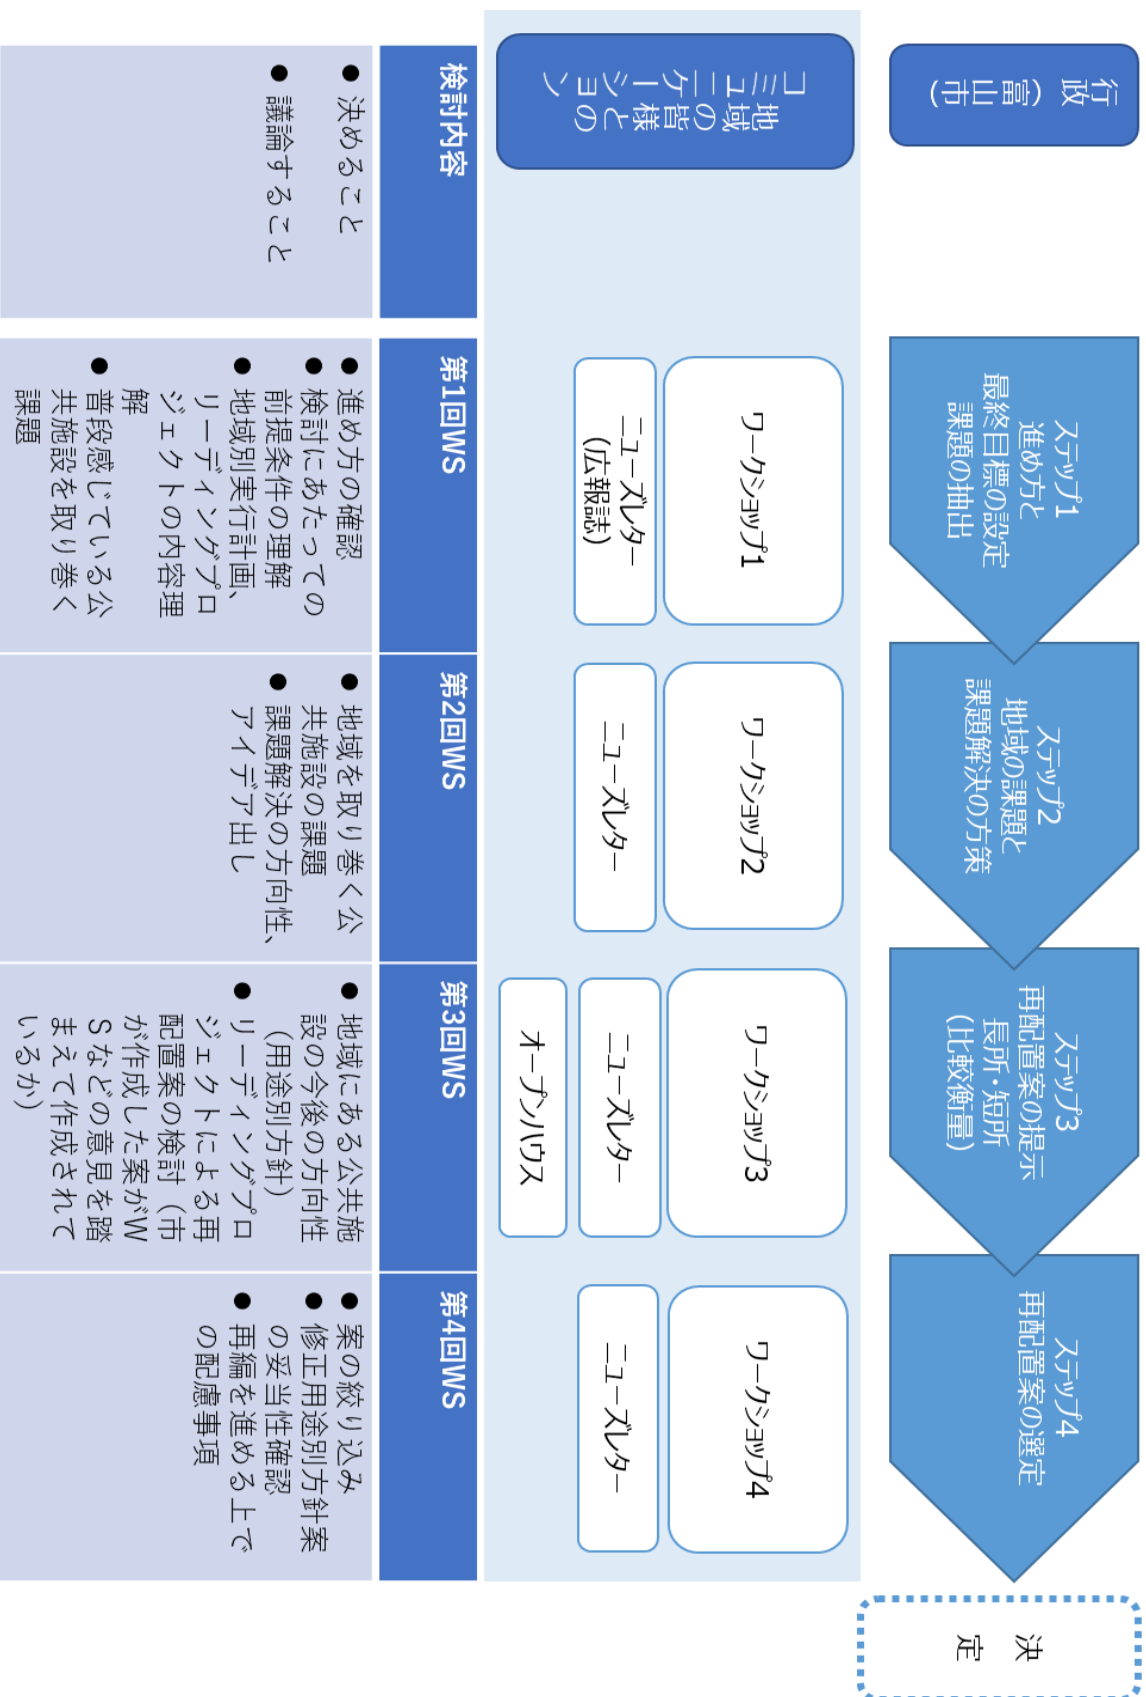 行政
(富山市)
ステップ1
進め方と
最終目標の設定
課題の抽出
ステップ2
地域の課題と
課題解決の方策
ステップ3
再配置案の提示
長所・短所
(比較衡量)
ステップ4
再配置案の選定
決定
地域の皆様との
コミュニケーション
ワークショップ1
ニューズレター
(広報誌)
ワークショップ2
ニューズレター
ワークショップ3
ニューズレター
オープンハウス
ワークショップ4
ニューズレター
検討内容
第1回WS
第2回WS
第3回WS
第4回WS
● 決めること
● 議論すること
● 進め方の確認
● 検討にあたっての
前提条件の理解
● 地域別実行計画、
リーディングプロ
ジェクトの内容理
解
● 普段感じている公
共施設を取り巻く
課題
● 地域を取り巻く公
共施設の課題
● 課題解決の方向性、
アイデア出し
● 地域にある公共施
設の今後の方向性
（用途別方針）
● リーディングプロ
ジェクトによる再
配置案の検討（市
が作成した案がW
Sなどの意見を踏
まえて作成されて
いるか）
● 案の絞り込み
● 修正用途別方針案
の妥当性確認
● 再編を進める上で
の配慮事項